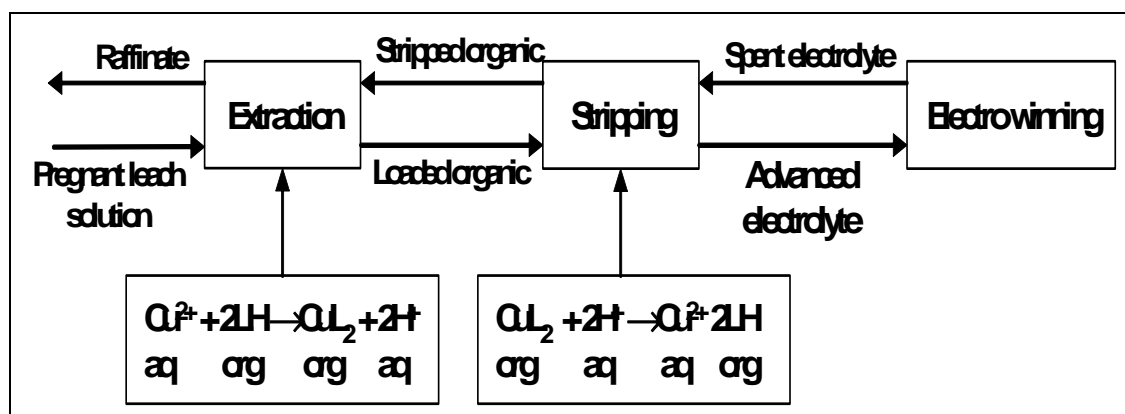 Raffinate
Stripped organic
Spent electrolyte
Extraction
Stripping
Electrowinning
Pregnant leach
solution
Loaded organic
Advanced
electrolyte
Cu²⁺ + 2LH → CuL₂ + 2H⁺
aq org org aq
CuL₂ + 2H⁺ → Cu²⁺ 2LH
org aq aq org